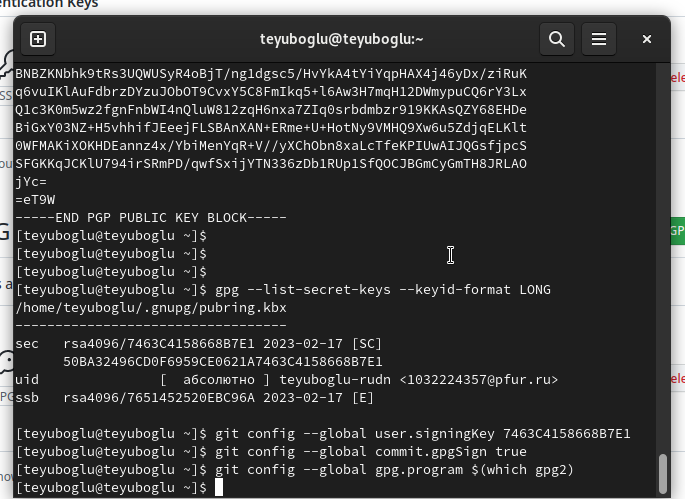 ntication Keys
teyuboglu@teyuboglu:~
BNBZKNbhk9tRs3UQWUSyR4oBjT/ng1dgsc5/HvYkA4tYiYqpHAX4j46yDx/ziRuK
q6vuIKlAuFdbrzDYzuJObOT9CvxY5C8FmIkq5+l6Aw3H7mqH12DWmypuCQ6rY3Lx
Q1c3K0m5wz2fgnFnbWI4nQluW812zqH6nxa7ZIq0srbdmbzr919KKAsQZY68EHDe
BiGxY03NZ+H5vhhifJEeejFLSBAnXAN+ERme+U+HotNy9VMHQ9Xw6u5ZdjqELKlt
0WFMAKiXOKHDEannz4x/YbiMenYqR+V//yXChObn8xaLcTfeKPIUwAIJQGsfjpcS
SFGKKqJCKlU794irSRmPD/qwfSxijYTN336zDb1RUp1SfQOCJBGmCyGmTH8JRLAO
jYc=
=eT9W
-----END PGP PUBLIC KEY BLOCK-----
[teyuboglu@teyuboglu ~]$
[teyuboglu@teyuboglu ~]$
[teyuboglu@teyuboglu ~]$
[teyuboglu@teyuboglu ~]$ gpg --list-secret-keys --keyid-format LONG
/home/teyuboglu/.gnupg/pubring.kbx
----------------------------------
sec   rsa4096/7463C4158668B7E1 2023-02-17 [SC]
      50BA32496CD0F6959CE0621A7463C4158668B7E1
uid                 [  абсолютно ] teyuboglu-rudn <1032224357@pfur.ru>
ssb   rsa4096/7651452520EBC96A 2023-02-17 [E]
[teyuboglu@teyuboglu ~]$ git config --global user.signingKey 7463C4158668B7E1
[teyuboglu@teyuboglu ~]$ git config --global commit.gpgSign true
[teyuboglu@teyuboglu ~]$ git config --global gpg.program $(which gpg2)
[teyuboglu@teyuboglu ~]$